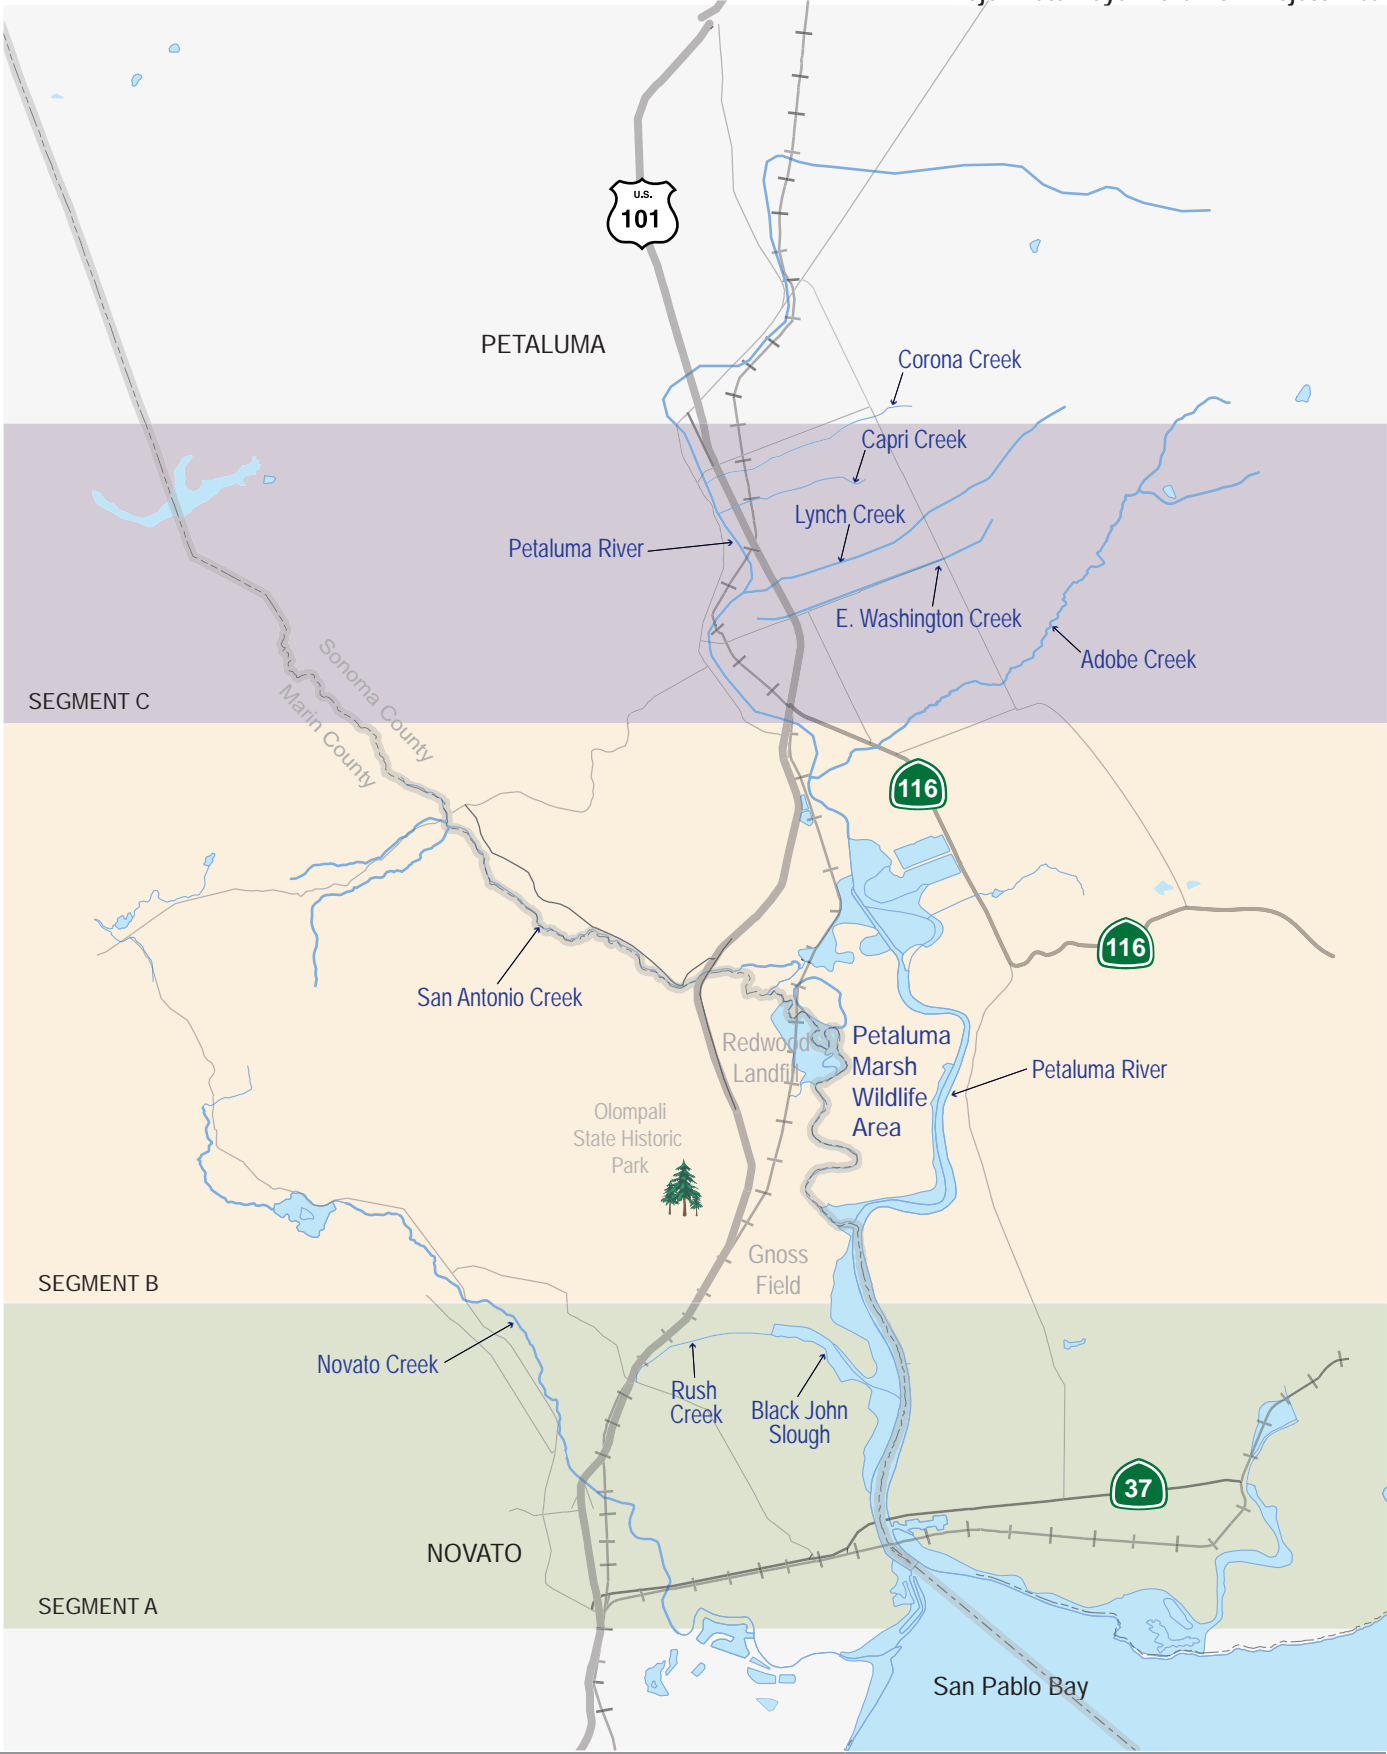 U.S.
101
PETALUMA
Corona Creek
Capri Creek
Lynch Creek
Petaluma River
E. Washington Creek
Adobe Creek
Sonoma County
Marin County
SEGMENT C
116
116
San Antonio Creek
Redwood
Landfill
Petaluma
Marsh
Wildlife
Area
Petaluma River
Olompali
State Historic
Park
Gnoss
Field
SEGMENT B
Novato Creek
Rush
Creek
Black John
Slough
37
NOVATO
SEGMENT A
San Pablo Bay